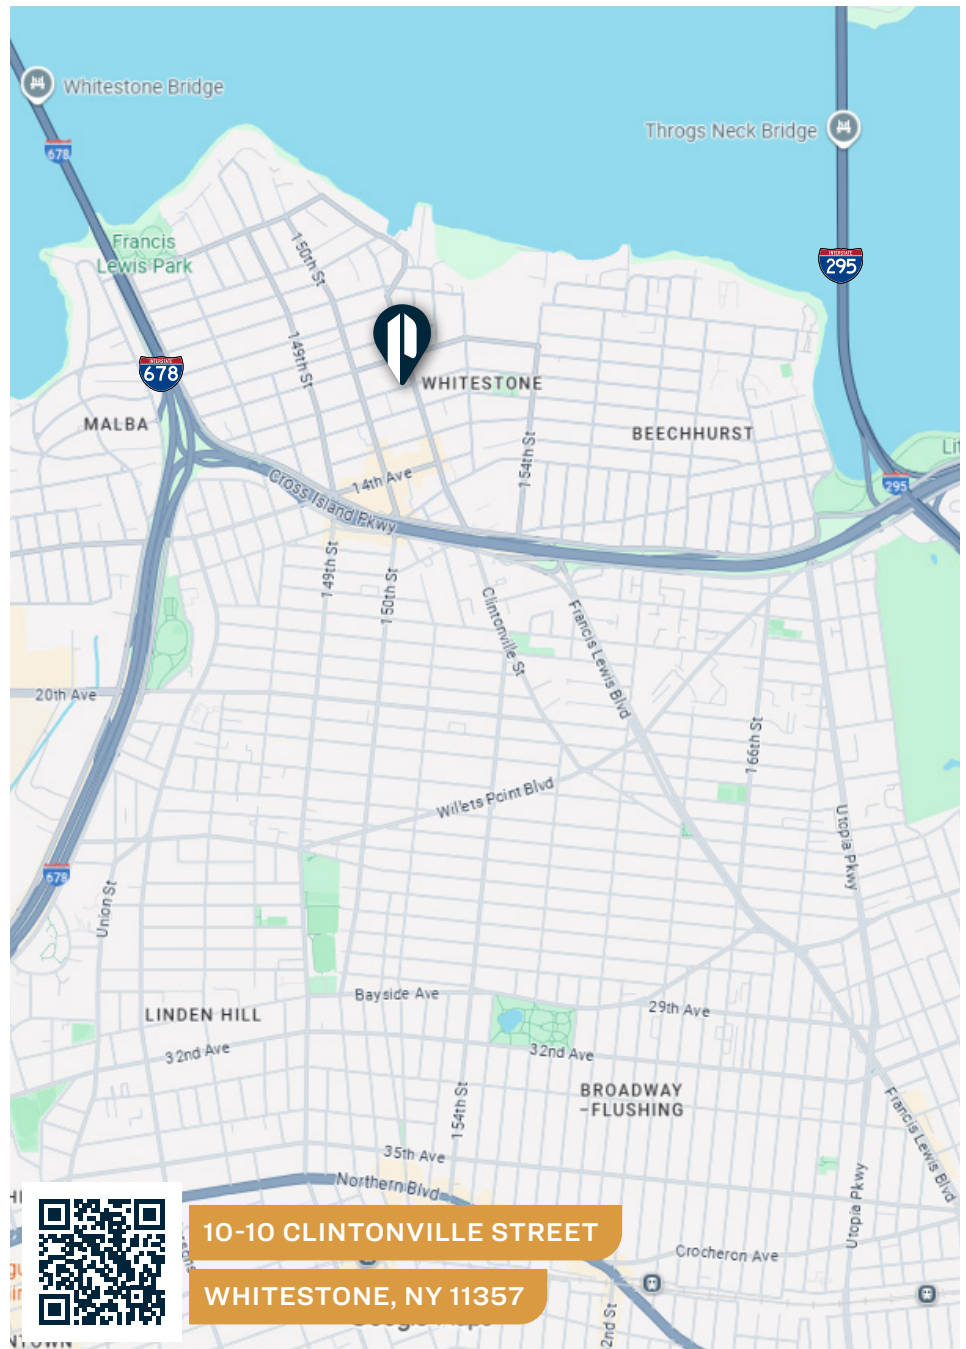 Whitestone Bridge
Throgs Neck Bridge
678
Francis
Lewis Park
150th St
INTERSTATE
295
149th St
INTERSTATE
678
WHITESTONE
MALBA
BEECHHURST
154th St
14th Ave
295
Cross Island Pkwy
149th St
150th St
Clintonville St
Francis Lewis Blvd
20th Ave
166th St
Willets Point Blvd
Utopia Pkwy
678
Union St
Bayside Ave
29th Ave
LINDEN HILL
32nd Ave
32nd Ave
BROADWAY
-FLUSHING
154th St
Francis Lewis Blvd
35th Ave
Northern Blvd
Utopia Pkwy
10-10 CLINTONVILLE STREET
Crocheron Ave
WHITESTONE, NY 11357
2nd St